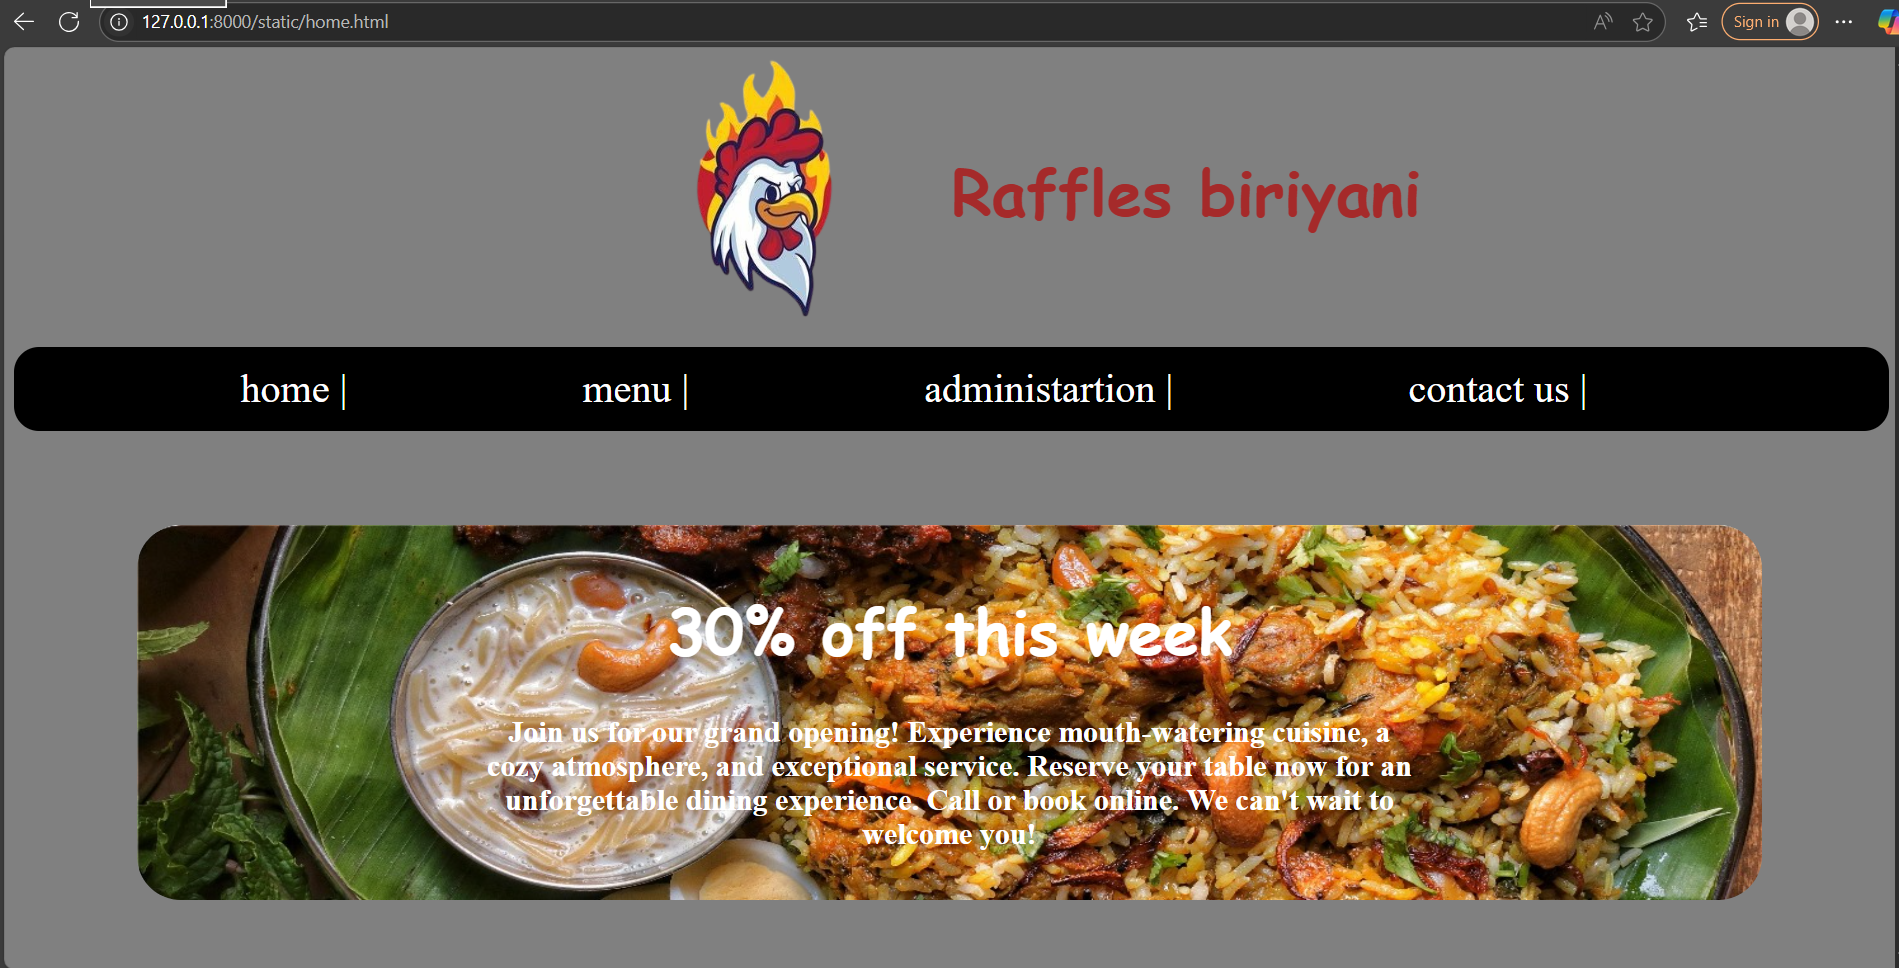 127.0.0.1:8000/static/home.html
Sign in
Raffles biriyani
home | menu | administartion | contact us |
30% off this week
Join us for our grand opening! Experience mouth-watering cuisine, a
cozy atmosphere, and exceptional service. Reserve your table now for an
unforgettable dining experience. Call or book online. We can't wait to
welcome you!